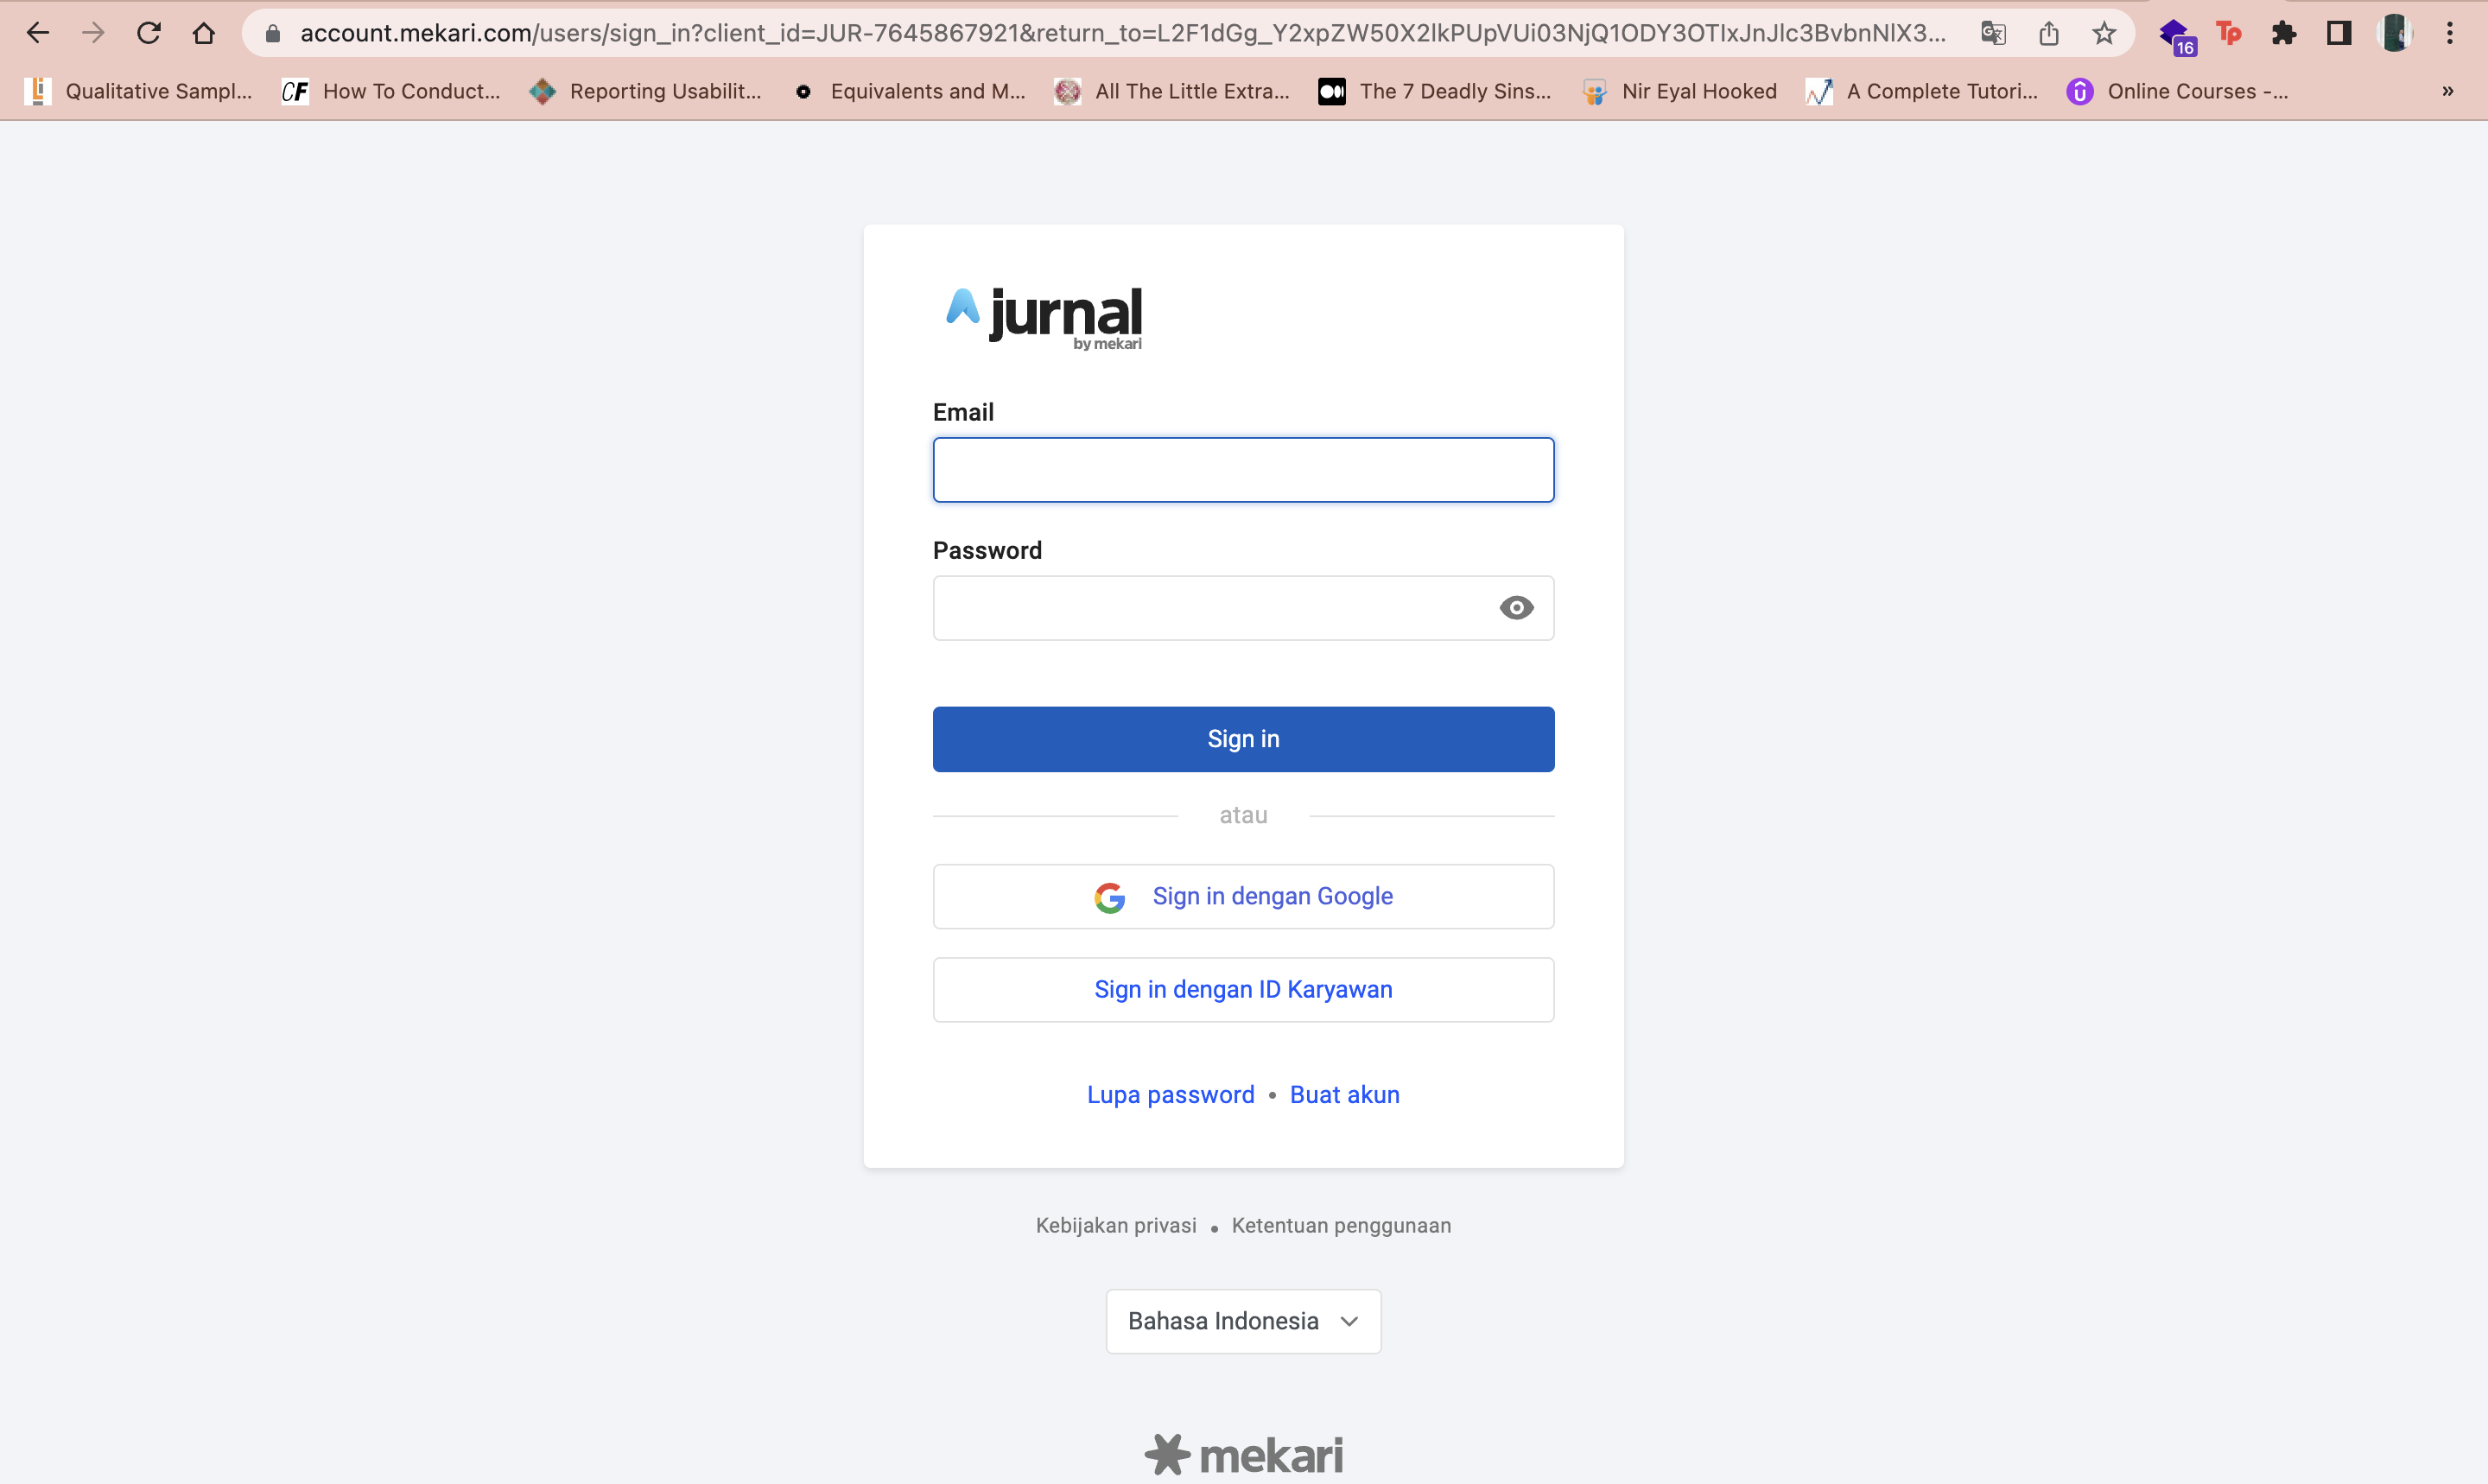 account.mekari.com/users/sign_in?client_id=JUR-7645867921&return_to=L2F1dGg_Y2xpZW50X2lkPUpVUi03NjQ1ODY3OTIxJnJlc3BvbnNlX3...
16
Tp
Qualitative Sampl...
CF How To Conduct...
Reporting Usabilit...
Equivalents and M...
All The Little Extra...
The 7 Deadly Sins...
Nir Eyal Hooked
A Complete Tutori...
Online Courses -...
»
jurnal
by mekari
Email
Password
Sign in
atau
Sign in dengan Google
Sign in dengan ID Karyawan
Lupa password • Buat akun
Kebijakan privasi • Ketentuan penggunaan
Bahasa Indonesia
mekari